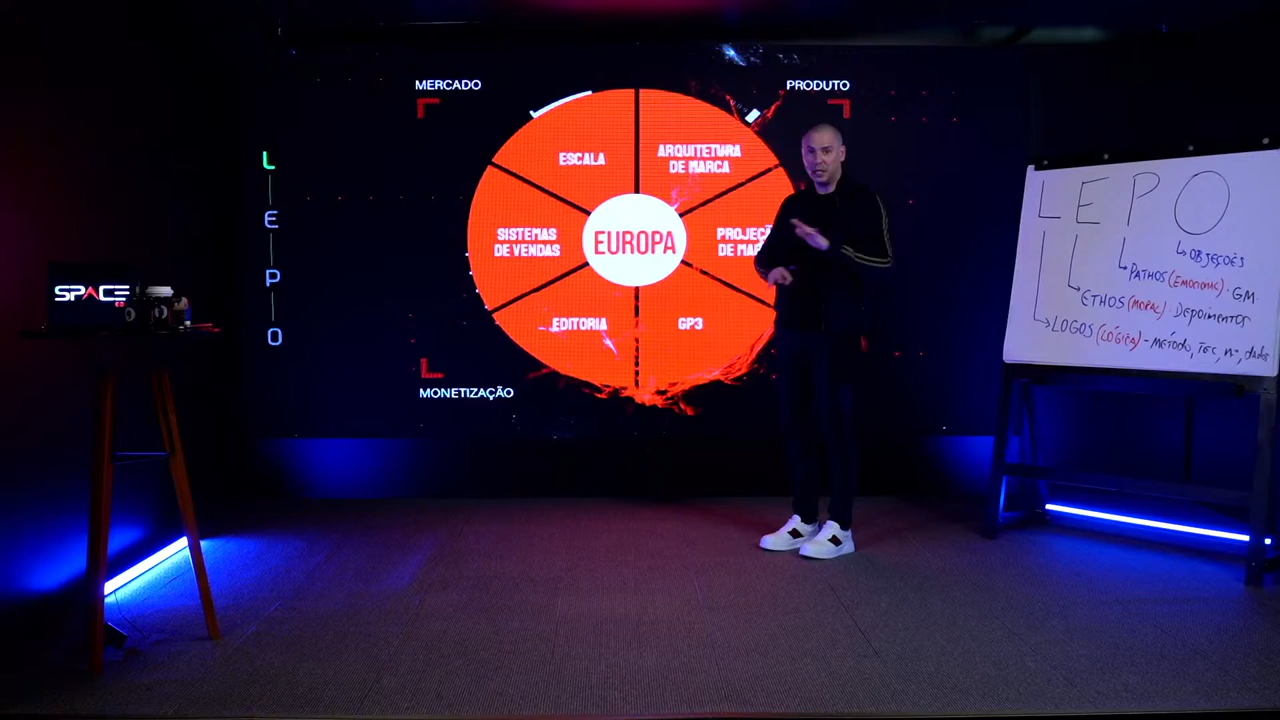 MERCADO
PRODUTO
ESCALA
ARQUITETURA
DE MARCA
SISTEMAS
DE VENDAS
EUROPA
EDITORIA
GP3
MONETIZAÇÃO
L
E
P
O
SPACE
LEPO
OBJEÇÕES
PATHOS (EMOCIONAL) - GM.
ETHOS (MORAL) - DEPOIMENTOS
LOGOS (LÓGICA) - MÉTODO, TEC, Nº, dados